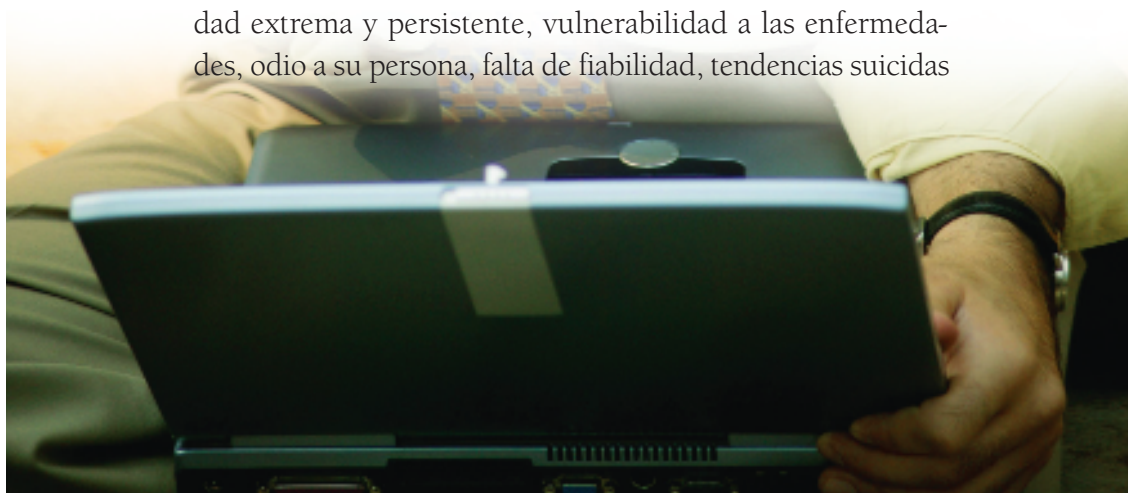 dad extrema y persistente, vulnerabilidad a las enfermeda-
des, odio a su persona, falta de fiabilidad, tendencias suicidas